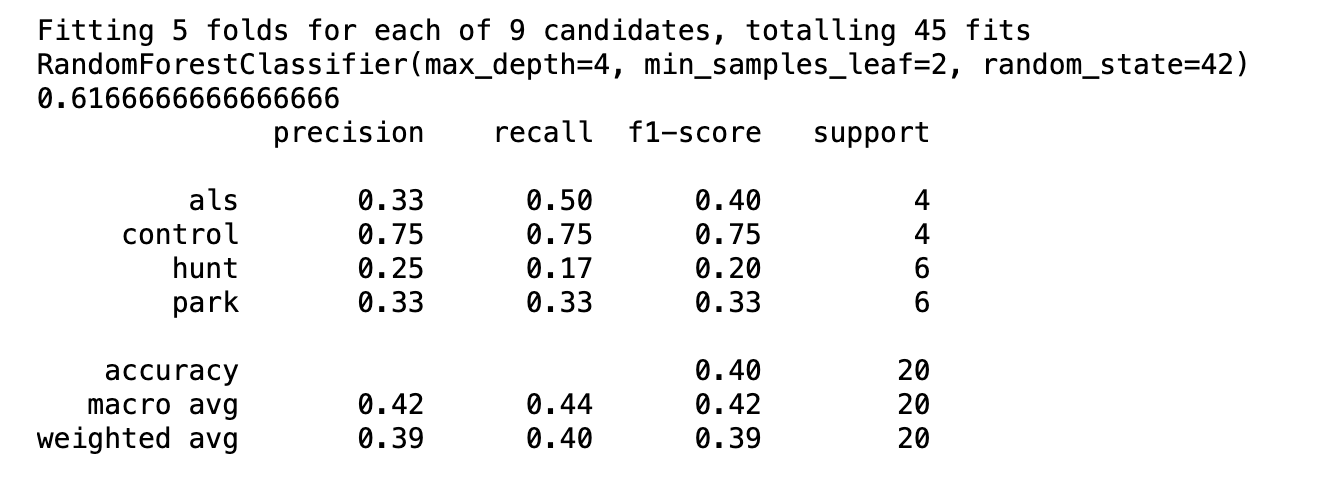 Fitting 5 folds for each of 9 candidates, totalling 45 fits
RandomForestClassifier(max_depth=4, min_samples_leaf=2, random_state=42)
0.6166666666666666
precision recall f1-score support
als 0.33 0.50 0.40 4
control 0.75 0.75 0.75 4
hunt 0.25 0.17 0.20 6
park 0.33 0.33 0.33 6
accuracy 0.40 20
macro avg 0.42 0.44 0.42 20
weighted avg 0.39 0.40 0.39 20